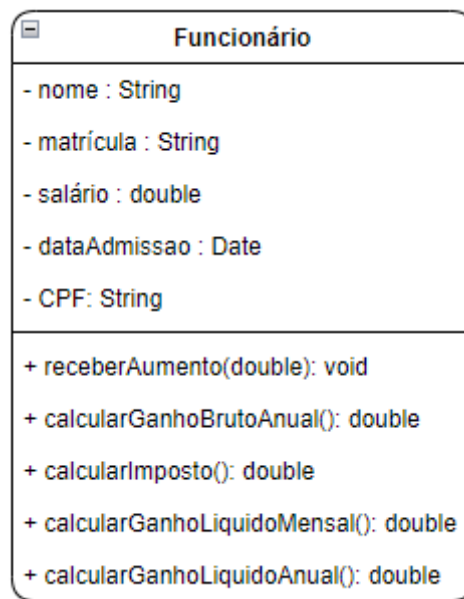 Funcionário
- nome : String
- matrícula : String
- salário : double
- dataAdmissao : Date
- CPF: String
+ receberAumento(double): void
+ calcularGanhoBrutoAnual(): double
+ calcularImposto(): double
+ calcularGanhoLiquidoMensal(): double
+ calcularGanhoLiquidoAnual(): double